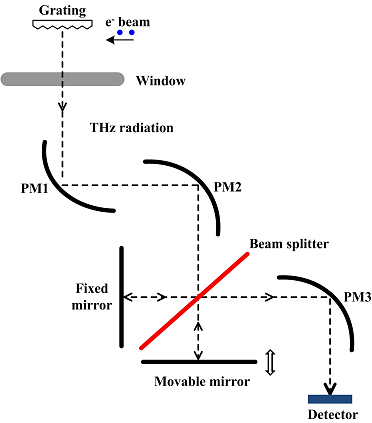 Grating
e- beam
Window
THz radiation
PM1
PM2
Beam splitter
Fixed
mirror
PM3
Movable mirror
Detector